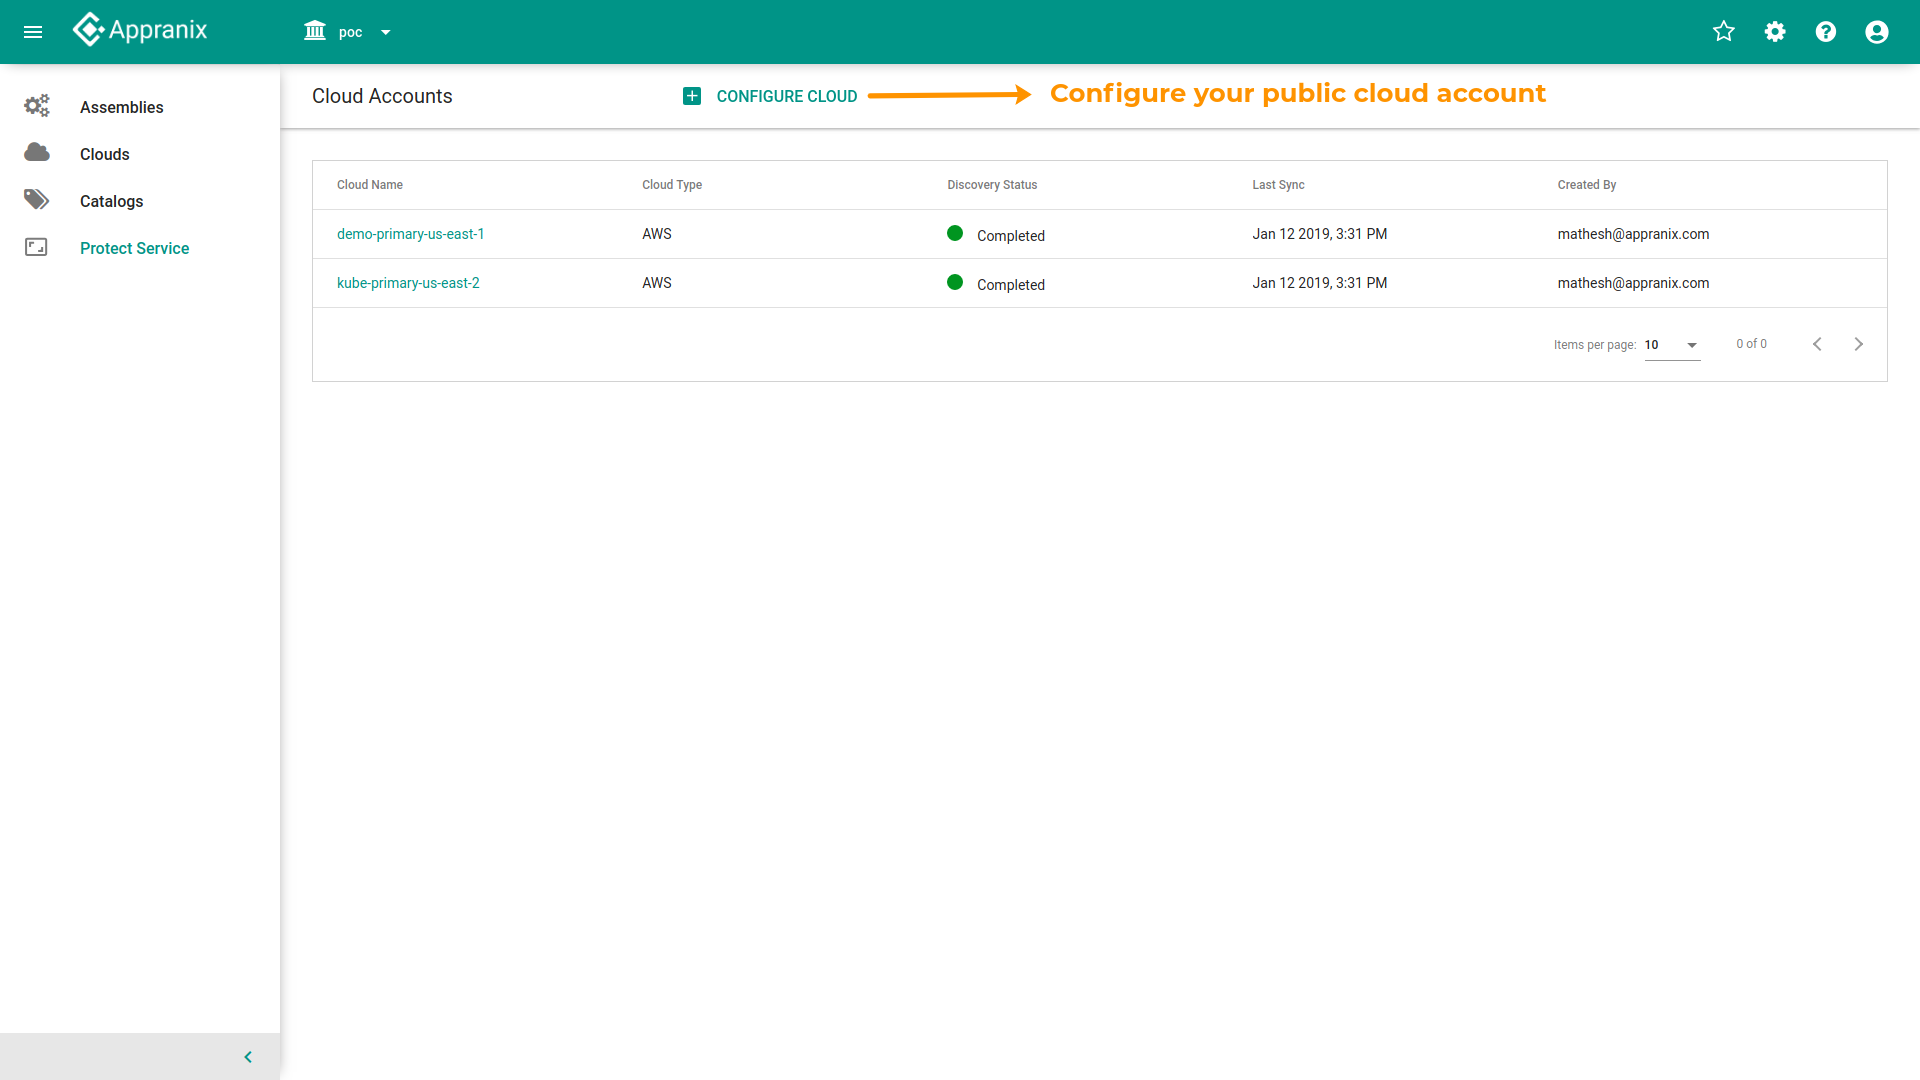 Appranix
poc
Assemblies
Clouds
Catalogs
Protect Service
Cloud Accounts
CONFIGURE CLOUD
Configure your public cloud account
Cloud Name Cloud Type Discovery Status Last Sync Created By
demo-primary-us-east-1 AWS Completed Jan 12 2019, 3:31 PM mathesh@appranix.com
kube-primary-us-east-2 AWS Completed Jan 12 2019, 3:31 PM mathesh@appranix.com
Items per page: 10 0 of 0